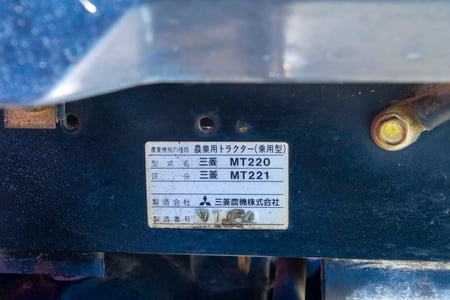 農業機械の種類 農業用トラクター(乗用型)
型式名 三菱 MT220
区分 三菱 MT221
製造会社 三菱農機株式会社
製造番号